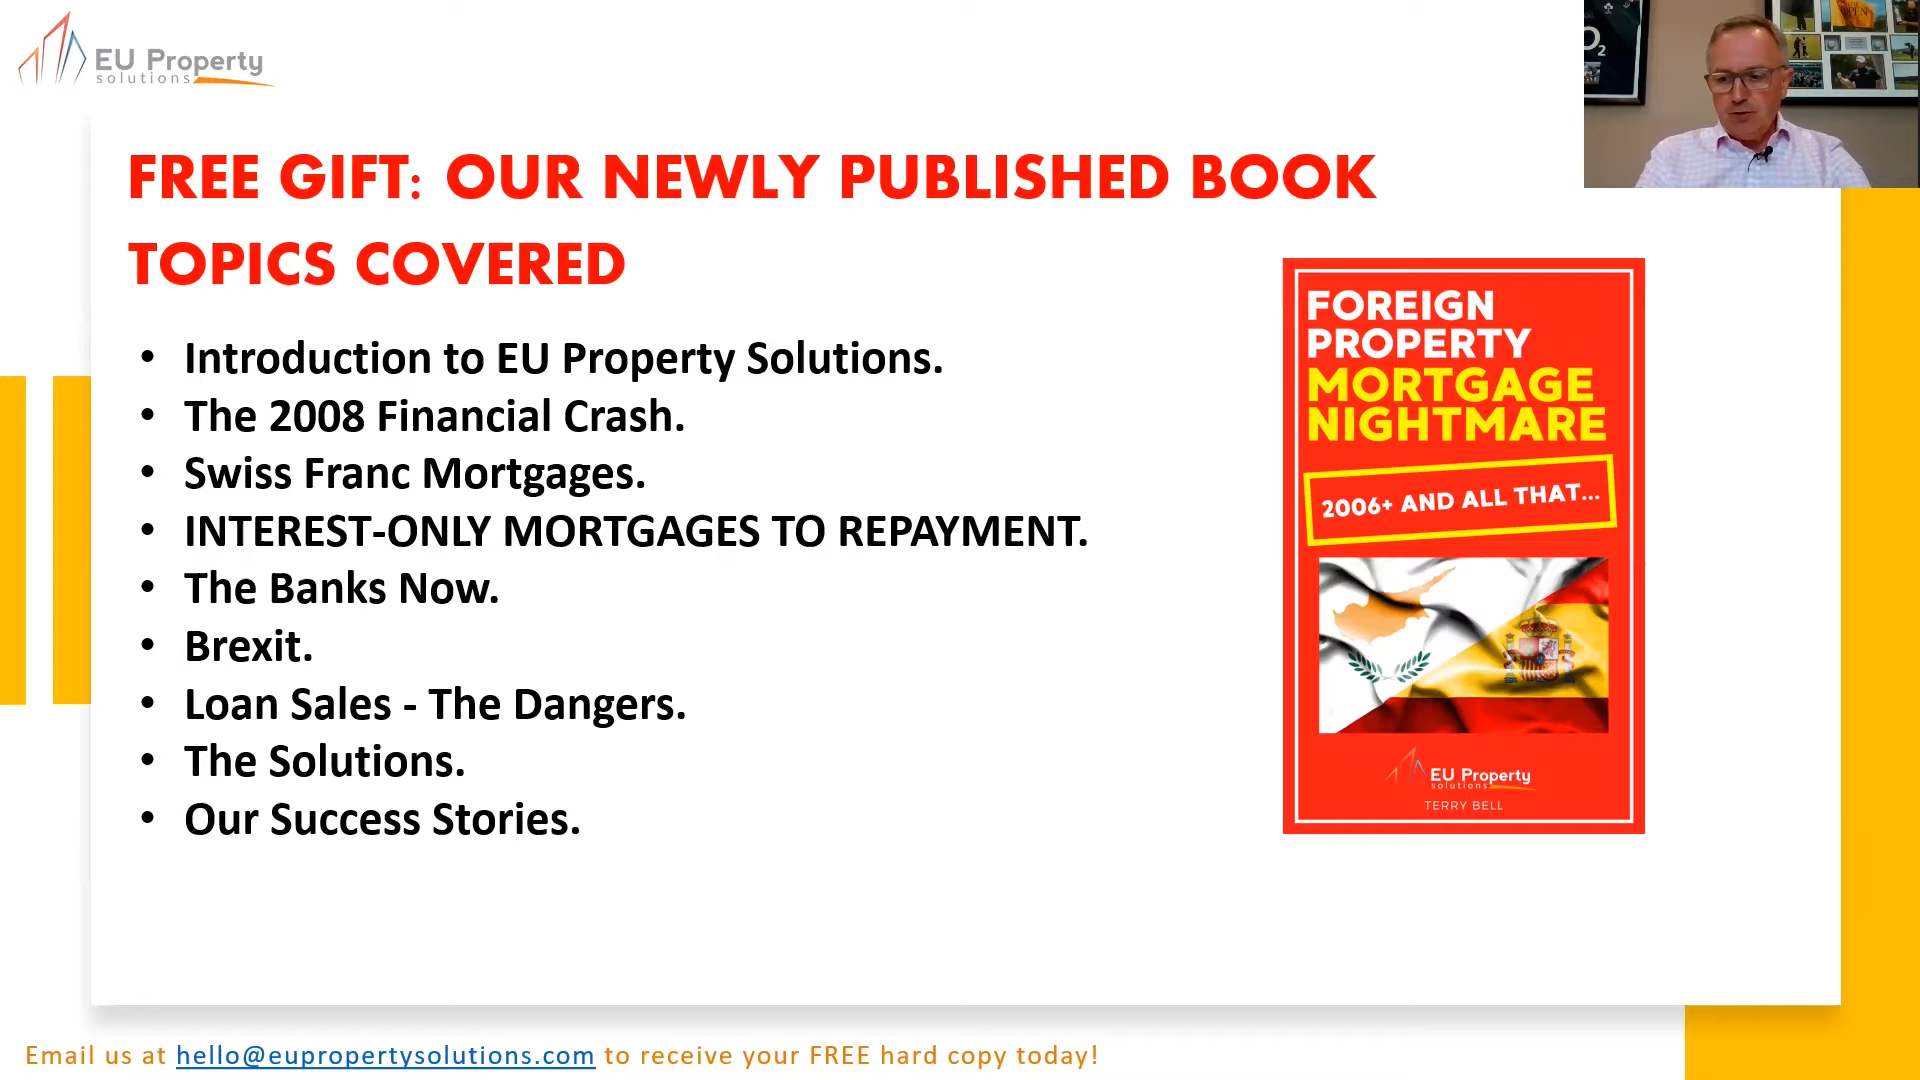 EU Property
solutions
O2
OPEN
FREE GIFT: OUR NEWLY PUBLISHED BOOK
TOPICS COVERED
• Introduction to EU Property Solutions.
• The 2008 Financial Crash.
• Swiss Franc Mortgages.
• INTEREST-ONLY MORTGAGES TO REPAYMENT.
• The Banks Now.
• Brexit.
• Loan Sales - The Dangers.
• The Solutions.
• Our Success Stories.
FOREIGN
PROPERTY
MORTGAGE
NIGHTMARE
2006+ AND ALL THAT...
EU Property
solutions
TERRY BELL
Email us at hello@eupropertysolutions.com to receive your FREE hard copy today!